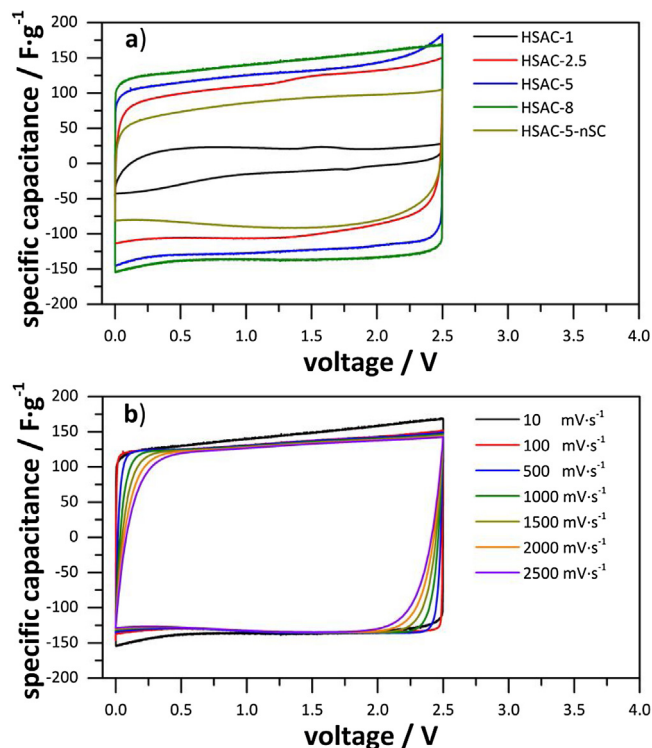 a)
HSAC-1
HSAC-2.5
HSAC-5
HSAC-8
HSAC-5-nSC
specific capacitance / F·g⁻¹
200
150
100
50
0
-50
-100
-150
-200
0.0 0.5 1.0 1.5 2.0 2.5 3.0 3.5 4.0
voltage / V
b)
10 mV·s⁻¹
100 mV·s⁻¹
500 mV·s⁻¹
1000 mV·s⁻¹
1500 mV·s⁻¹
2000 mV·s⁻¹
2500 mV·s⁻¹
specific capacitance / F·g⁻¹
200
150
100
50
0
-50
-100
-150
-200
0.0 0.5 1.0 1.5 2.0 2.5 3.0 3.5 4.0
voltage / V